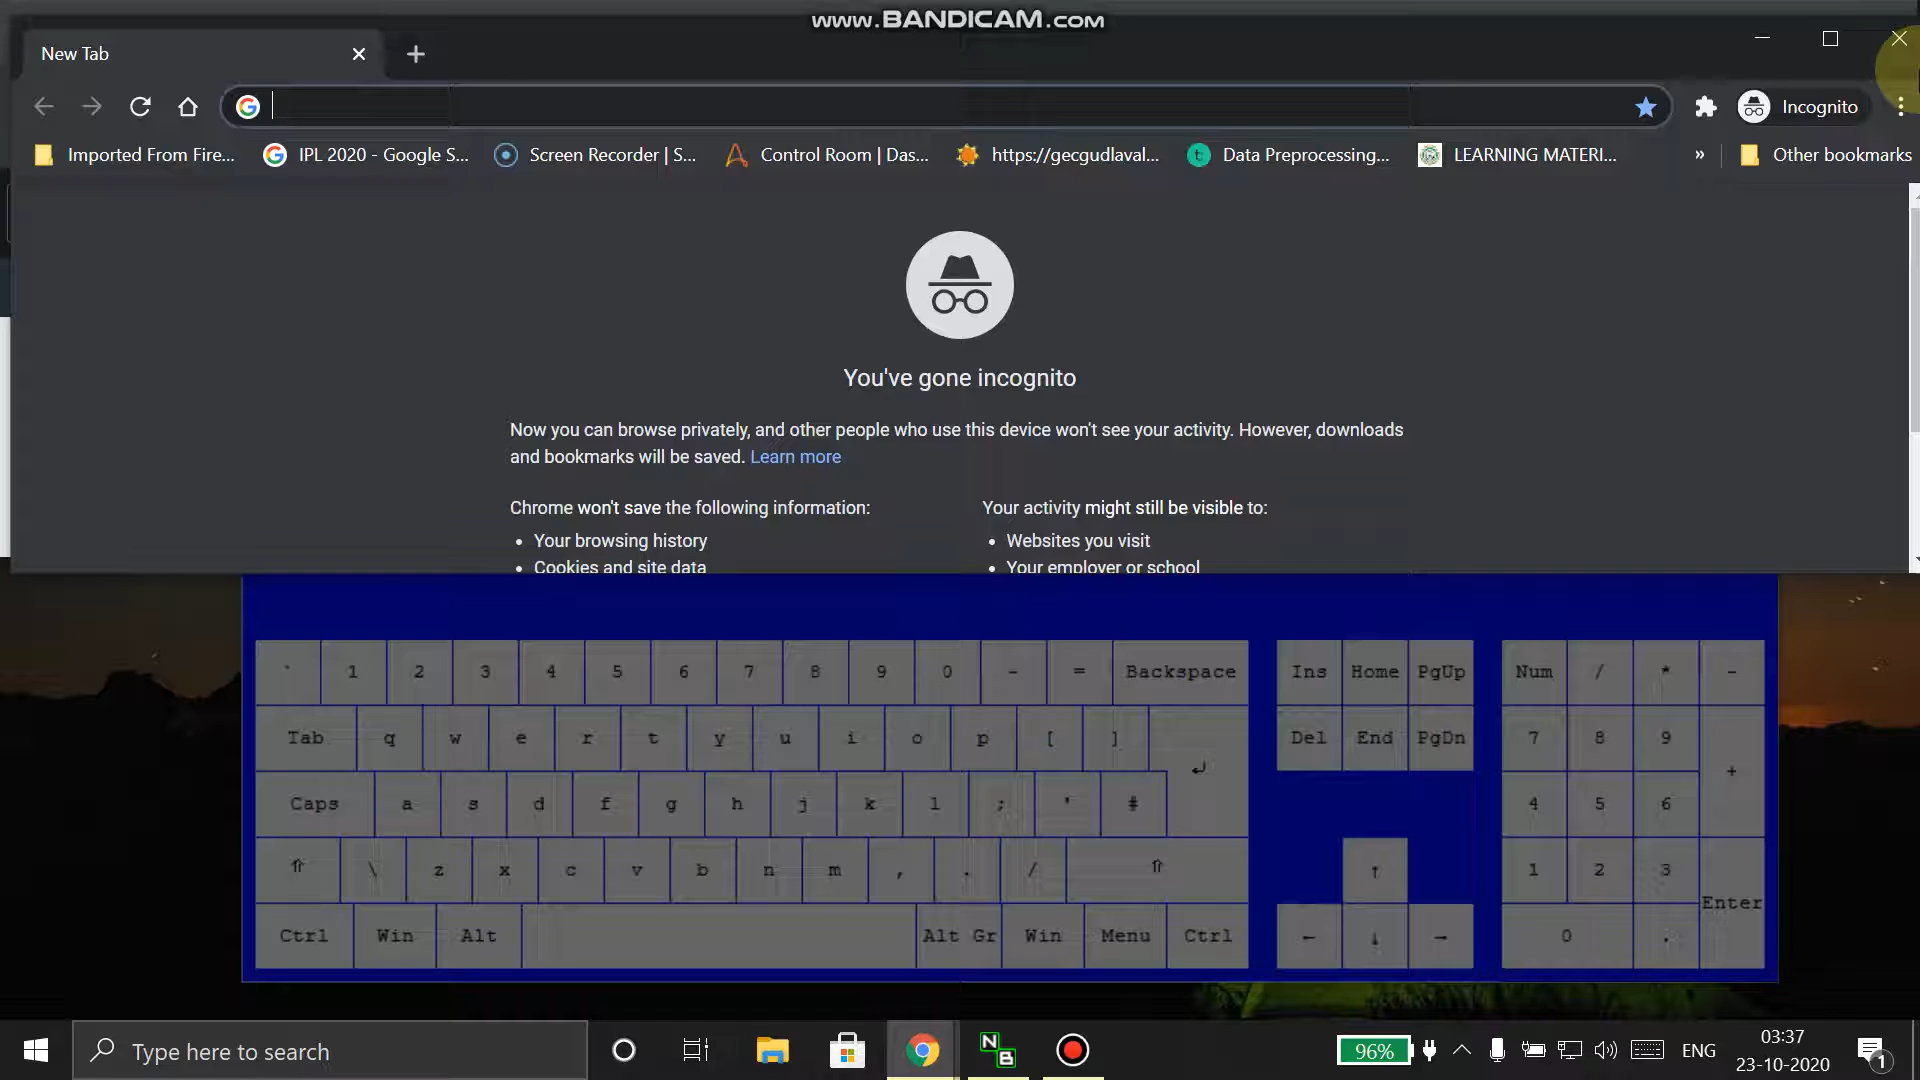 www.BANDICAM.com
New Tab
Incognito
Imported From Fire...
IPL 2020 - Google S...
Screen Recorder | S...
Control Room | Das...
https://gecgudlaval...
Data Preprocessing...
LEARNING MATERI...
»
Other bookmarks
You've gone incognito
Now you can browse privately, and other people who use this device won't see your activity. However, downloads
and bookmarks will be saved. Learn more
Chrome won't save the following information:
• Your browsing history
• Cookies and site data
Your activity might still be visible to:
• Websites you visit
• Your employer or school
` 1 2 3 4 5 6 7 8 9 0 - = Backspace Ins Home PgUp Num / * -
Tab q w e r t y u i o p [ ] Del End PgDn 7 8 9 +
Caps a s d f g h j k l ; ' # ↵ 4 5 6
⇧ \ z x c v b n m , . / ⇧ ↑ 1 2 3 Enter
Ctrl Win Alt Alt Gr Win Menu Ctrl ← ↓ → 0 .
Type here to search
N
B
96%
ENG
03:37
23-10-2020
1